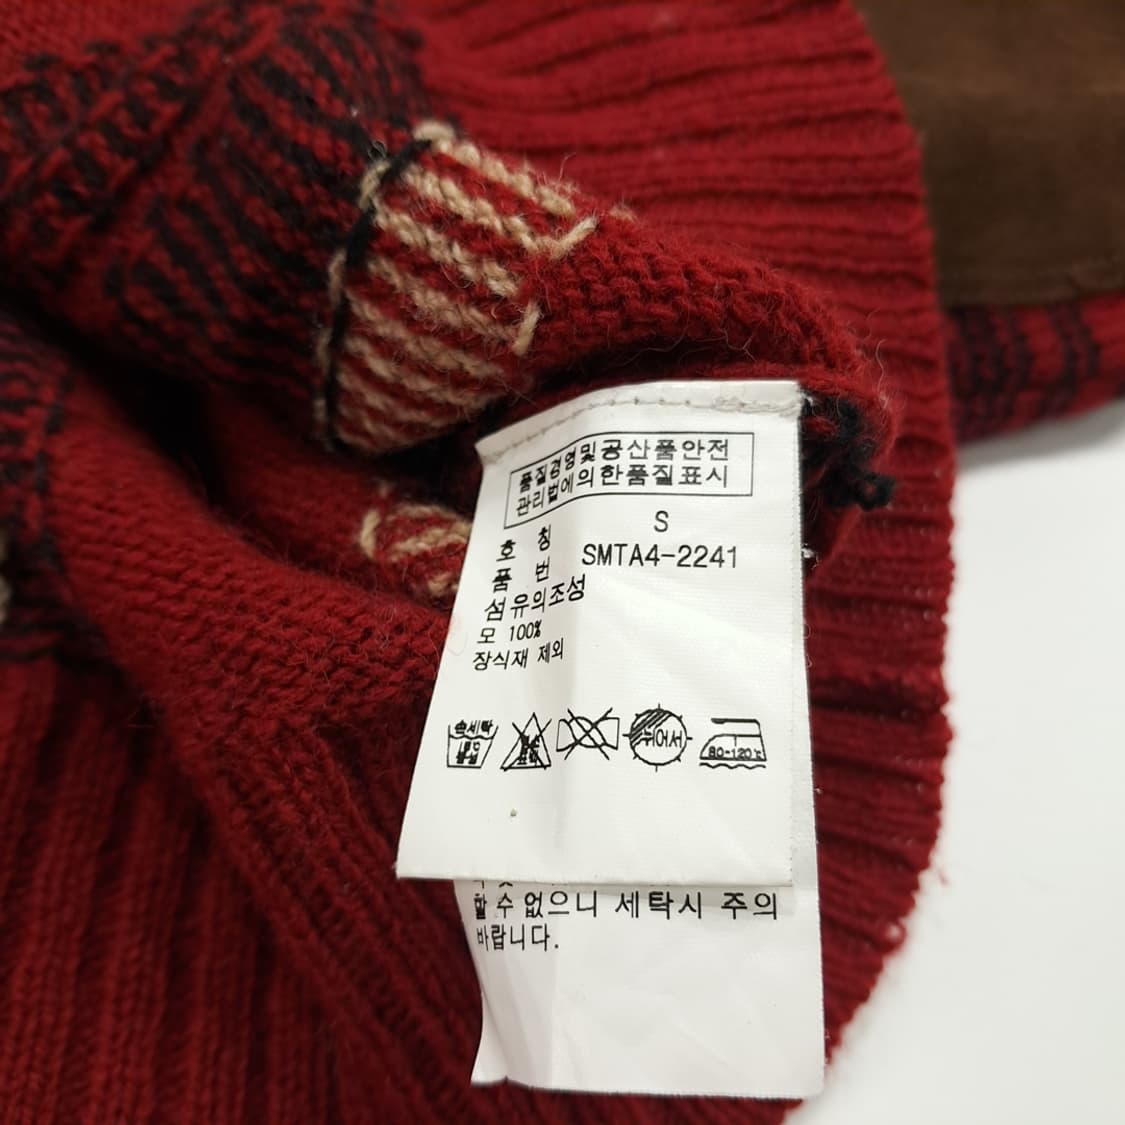 품질경영및공산품안전
관리법에의한품질표시
호 칭 S
품 번 SMTA4-2241
섬유의조성
모 100%
장식재 제외
손세탁
뉘어서
80-120℃
할 수 없으니 세탁시 주의
바랍니다.